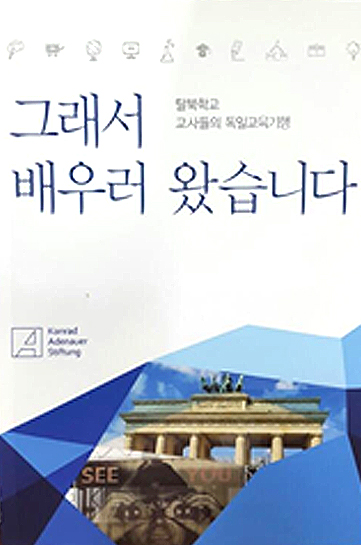 그래서
탈북학교
교사들의 독일교육기행
배우러 왔습니다
Konrad
Adenauer
Stiftung
SEE
YOU